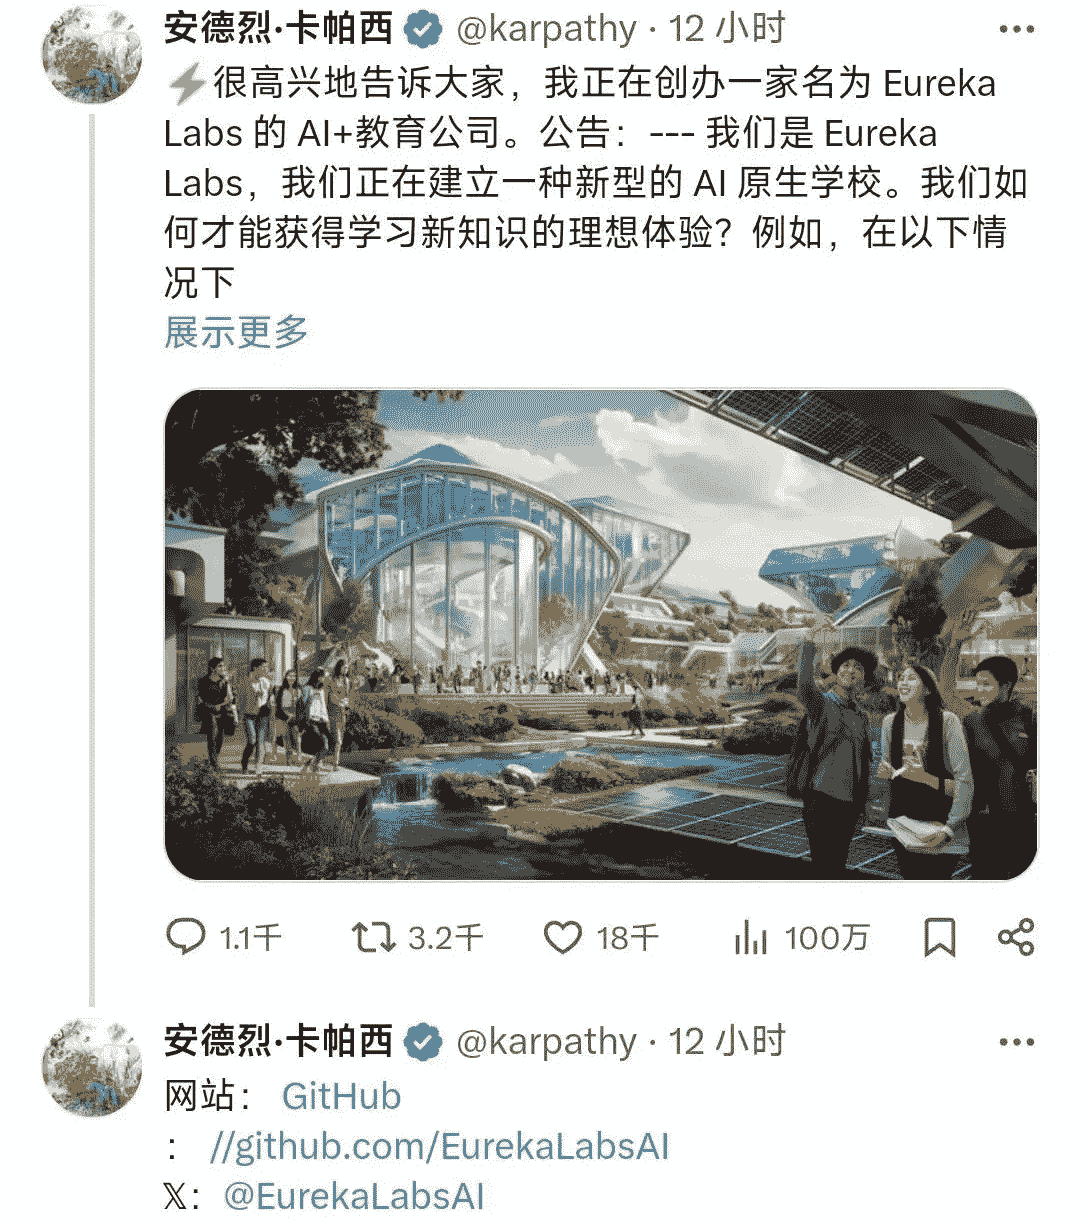 安德烈·卡帕西 @karpathy · 12 小时
⚡很高兴地告诉大家，我正在创办一家名为 Eureka
Labs 的 AI+教育公司。公告：--- 我们是 Eureka
Labs，我们正在建立一种新型的 AI 原生学校。我们如
何才能获得学习新知识的理想体验？例如，在以下情
况下
展示更多
1.1千 3.2千 18千 100万
安德烈·卡帕西 @karpathy · 12 小时
网站： GitHub
： //github.com/EurekaLabsAI
𝕏：@EurekaLabsAI